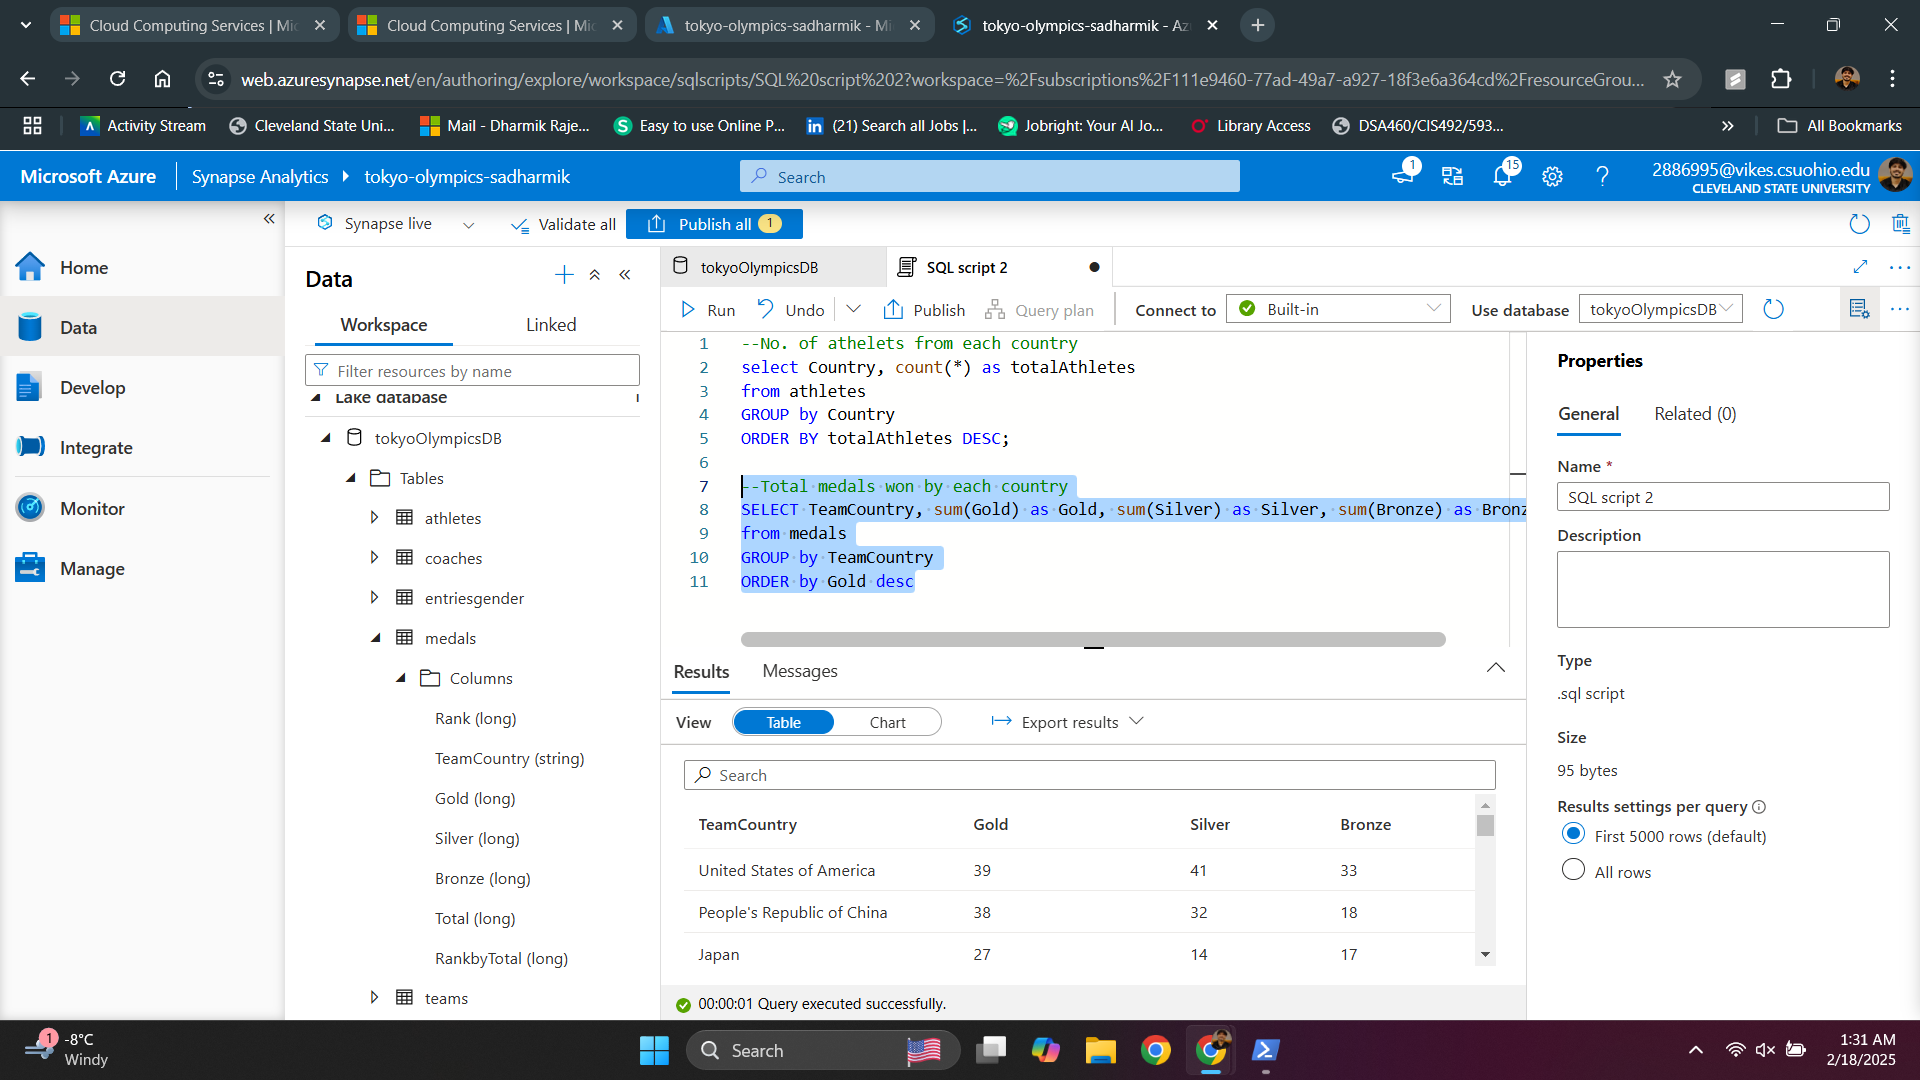 Cloud Computing Services | Mic
Cloud Computing Services | Mic
tokyo-olympics-sadharmik - Mi
tokyo-olympics-sadharmik - Az
web.azuresynapse.net/en/authoring/explore/workspace/sqlscripts/SQL%20script%202?workspace=%2Fsubscriptions%2F111e9460-77ad-49a7-a927-18f3e6a364cd%2FresourceGrou...
Activity Stream
Cleveland State Uni...
Mail - Dharmik Raje...
Easy to use Online P...
(21) Search all Jobs |...
Jobright: Your AI Jo...
Library Access
DSA460/CIS492/593...
All Bookmarks
Microsoft Azure
Synapse Analytics
tokyo-olympics-sadharmik
Search
1
15
2886995@vikes.csuohio.edu
CLEVELAND STATE UNIVERSITY
Synapse live
Validate all
Publish all 1
Home
Data
Develop
Integrate
Monitor
Manage
Data
Workspace
Linked
Filter resources by name
Lake database
tokyoOlympicsDB
Tables
athletes
coaches
entriesgender
medals
Columns
Rank (long)
TeamCountry (string)
Gold (long)
Silver (long)
Bronze (long)
Total (long)
RankbyTotal (long)
teams
tokyoOlympicsDB
SQL script 2
Run
Undo
Publish
Query plan
Connect to
Built-in
Use database
tokyoOlympicsDB
1 --No. of athelets from each country
2 select Country, count(*) as totalAthletes
3 from athletes
4 GROUP by Country
5 ORDER BY totalAthletes DESC;
6
7 --Total medals won by each country
8 SELECT TeamCountry, sum(Gold) as Gold, sum(Silver) as Silver, sum(Bronze) as Bronz
9 from medals
10 GROUP by TeamCountry
11 ORDER by Gold desc
Results
Messages
View
Table
Chart
Export results
Search
TeamCountry Gold Silver Bronze
United States of America 39 41 33
People's Republic of China 38 32 18
Japan 27 14 17
00:00:01 Query executed successfully.
Properties
General
Related (0)
Name *
SQL script 2
Description
Type
.sql script
Size
95 bytes
Results settings per query
First 5000 rows (default)
All rows
1
-8°C
Windy
Search
1:31 AM
2/18/2025